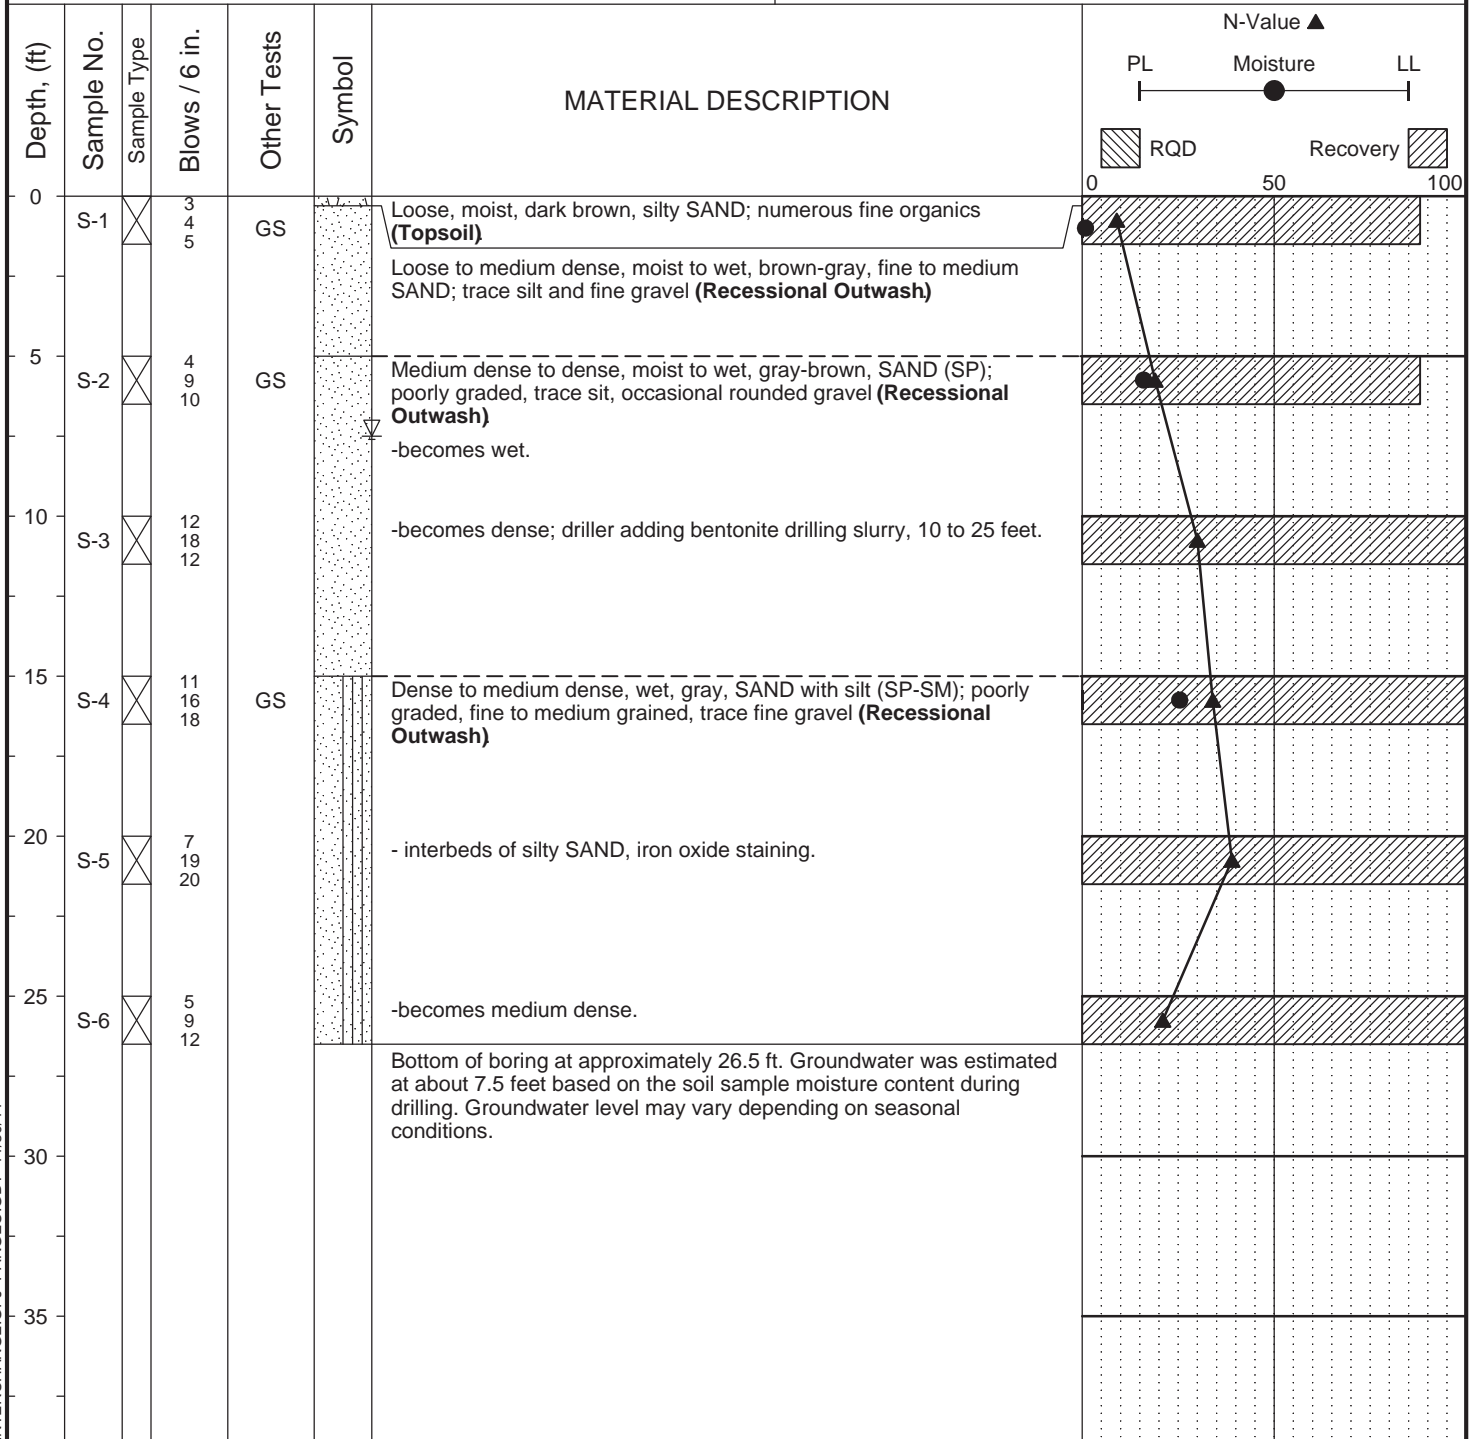 N-Value
PL Moisture LL
RQD Recovery
Depth, (ft)
Sample No.
Sample Type
Blows / 6 in.
Other Tests
Symbol
MATERIAL DESCRIPTION
0 50 100
0
S-1
3
4
5
GS
Loose, moist, dark brown, silty SAND; numerous fine organics
(Topsoil).
Loose to medium dense, moist to wet, brown-gray, fine to medium
SAND; trace silt and fine gravel (Recessional Outwash).
5
S-2
4
9
10
GS
Medium dense to dense, moist to wet, gray-brown, SAND (SP);
poorly graded, trace sit, occasional rounded gravel (Recessional
Outwash).
-becomes wet.
10
S-3
12
18
12
-becomes dense; driller adding bentonite drilling slurry, 10 to 25 feet.
15
S-4
11
16
18
GS
Dense to medium dense, wet, gray, SAND with silt (SP-SM); poorly
graded, fine to medium grained, trace fine gravel (Recessional
Outwash).
20
S-5
7
19
20
- interbeds of silty SAND, iron oxide staining.
25
S-6
5
9
12
-becomes medium dense.
Bottom of boring at approximately 26.5 ft. Groundwater was estimated
at about 7.5 feet based on the soil sample moisture content during
drilling. Groundwater level may vary depending on seasonal
conditions.
30
35